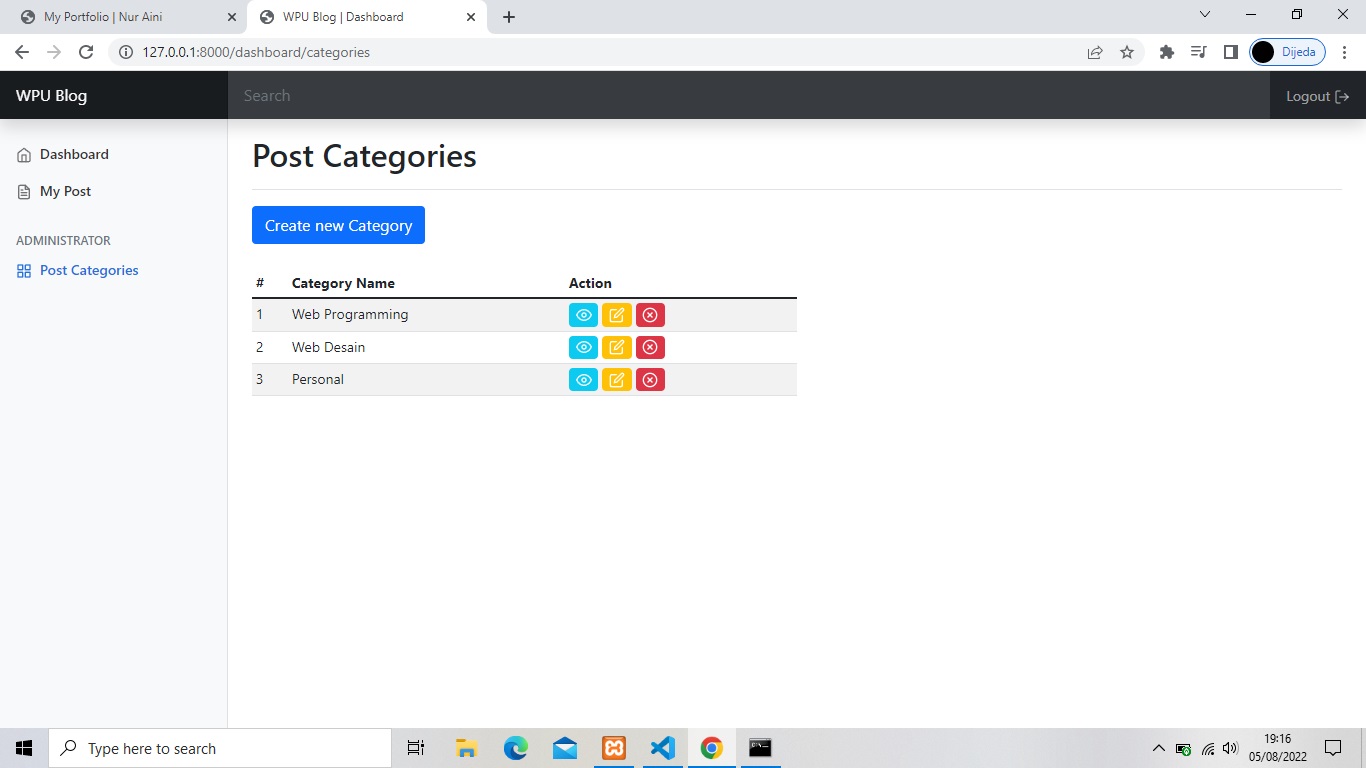 My Portfolio | Nur Aini
WPU Blog | Dashboard
127.0.0.1:8000/dashboard/categories
Dijeda
WPU Blog
Search
Logout
Dashboard
My Post
ADMINISTRATOR
Post Categories
Post Categories
Create new Category
# Category Name Action
1 Web Programming
2 Web Desain
3 Personal
Type here to search
19:16
05/08/2022